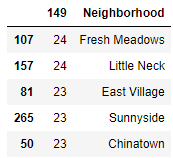 149 Neighborhood
107 24 Fresh Meadows
157 24 Little Neck
81 23 East Village
265 23 Sunnyside
50 23 Chinatown